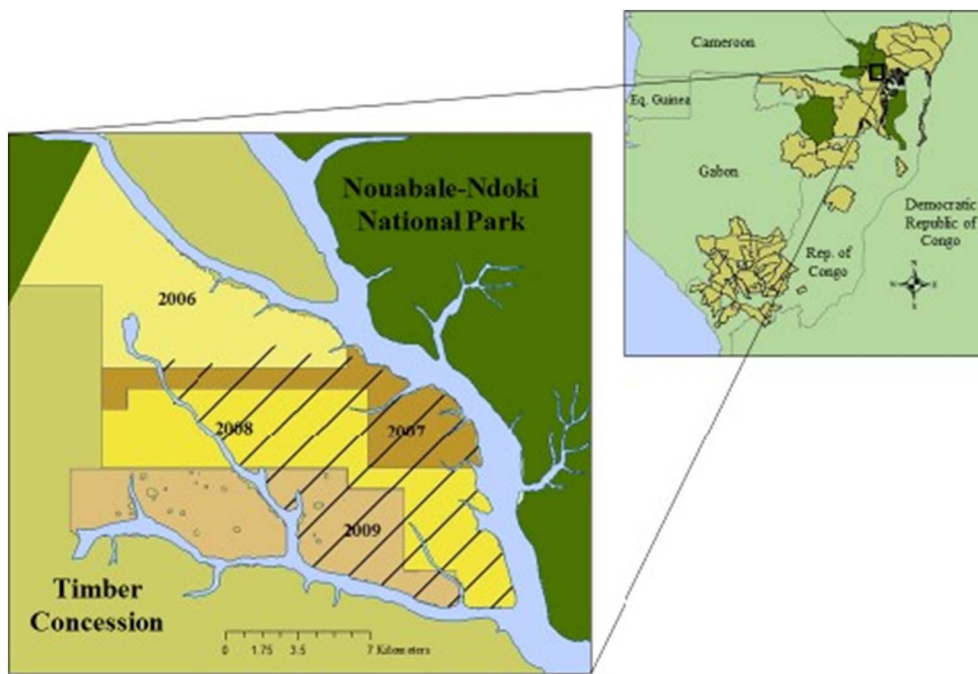 Cameroon
Eq. Guinea
Gabon
Rep. of
Congo
Democratic
Republic of
Congo
N
W
E
S
Nouabale-Ndoki
National Park
2006
2008
2007
2009
Timber
Concession
0 1.75 3.5 7 Kilometers